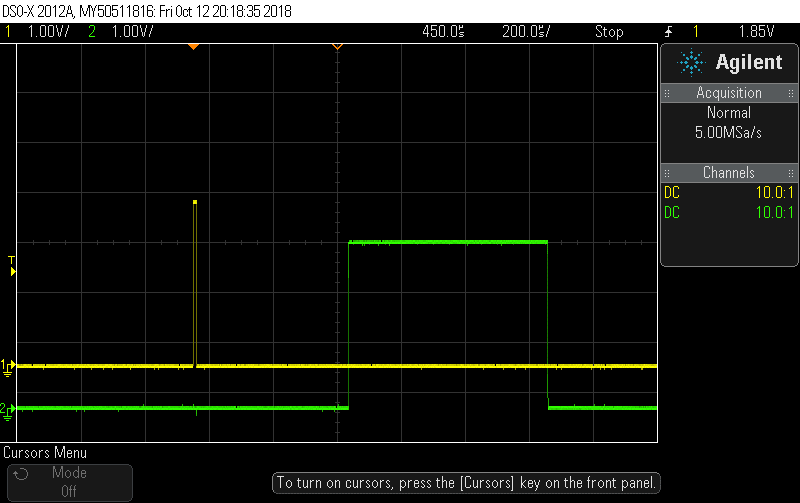 DSO-X 2012A, MY50511816: Fri Oct 12 20:18:35 2018
1 1.00V/ 2 1.00V/ 450.0s 200.0s/ Stop 1 1.85V
Agilent
Acquisition
Normal
5.00MSa/s
Channels
DC 10.0:1
DC 10.0:1
T
1
2
Cursors Menu
Mode
Off
To turn on cursors, press the [Cursors] key on the front panel.